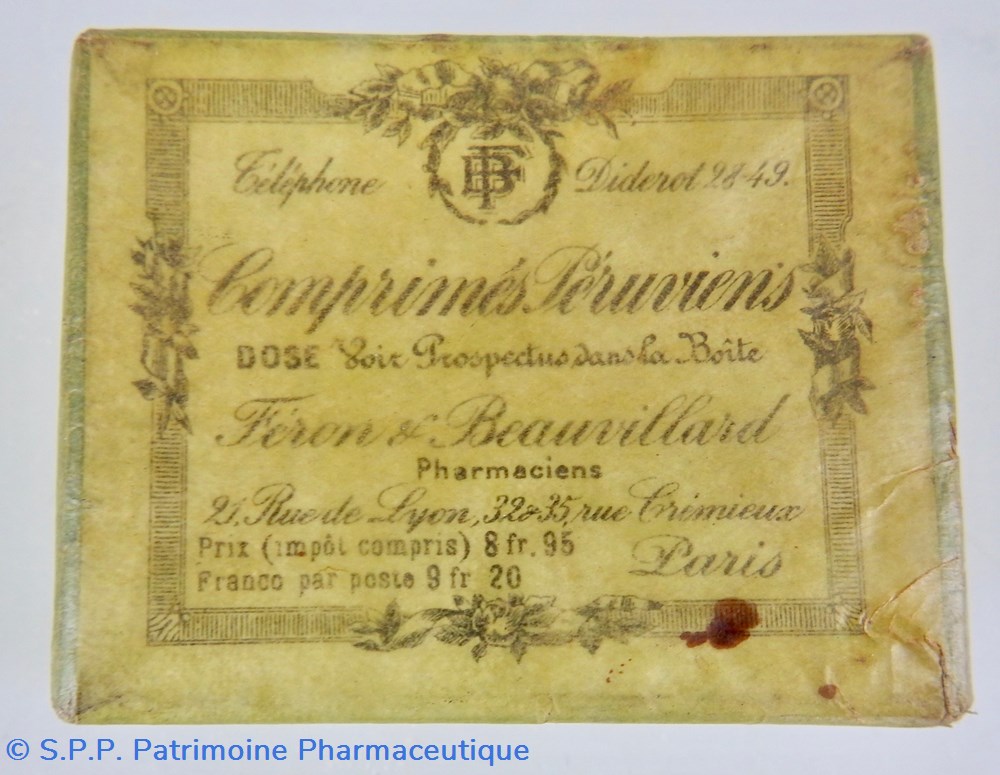 Téléphone FB Diderot 28-49.
Comprimés Péruviens
DOSE Voir Prospectus dans la Boîte
Féron & Beauvillard
Pharmaciens
21, Rue de Lyon, 32 & 35, rue Crémieux
Prix (impôt compris) 8 fr. 95
Franco par poste 9 fr 20
Paris
© S.P.P. Patrimoine Pharmaceutique